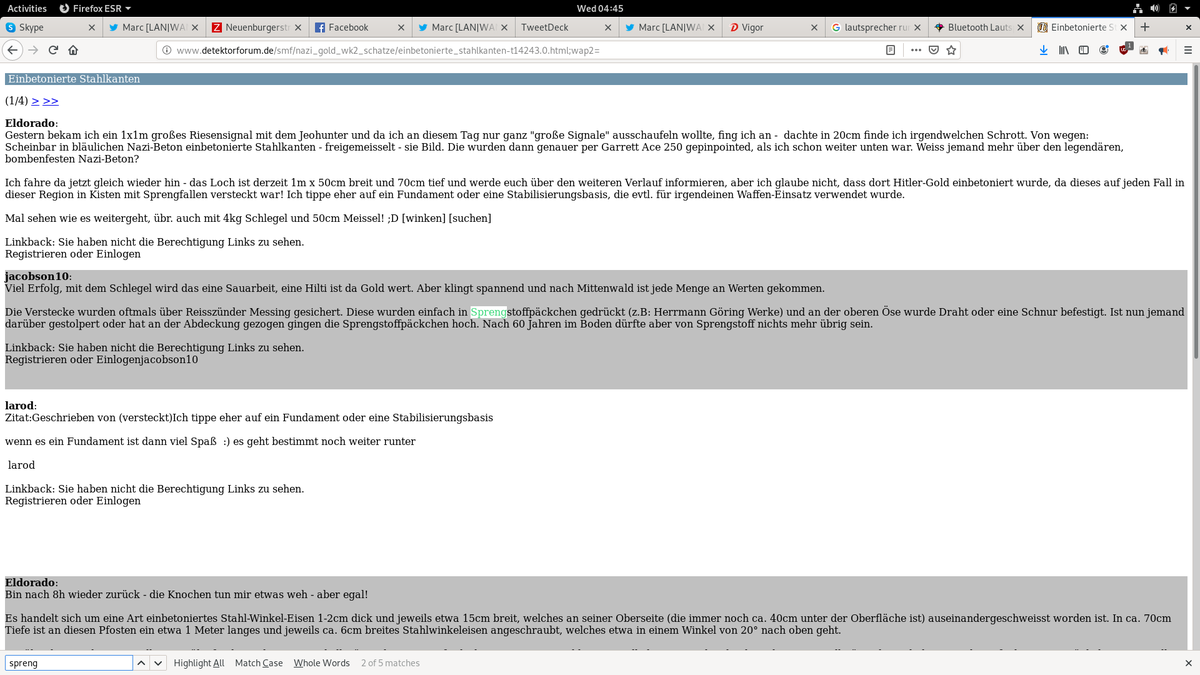 Activities
Firefox ESR
Wed 04:45
Skype
Marc [LAN|WA
Neuenburgerst
Facebook
Marc [LAN|WA
TweetDeck
Marc [LAN|WA
Vigor
lautsprecher ru
Bluetooth Lauts
Einbetonierte S
www.detektorforum.de/smf/nazi_gold_wk2_schatze/einbetonierte_stahlkanten-t14243.0.html;wap2=
Einbetonierte Stahlkanten
(1/4) > >>
Eldorado:
Gestern bekam ich ein 1x1m großes Riesensignal mit dem Jeohunter und da ich an diesem Tag nur ganz "große Signale" ausschaufeln wollte, fing ich an - dachte in 20cm finde ich irgendwelchen Schrott. Von wegen:
Scheinbar in bläulichen Nazi-Beton einbetonierte Stahlkanten - freigemeisselt - sie Bild. Die wurden dann genauer per Garrett Ace 250 gepinpointed, als ich schon weiter unten war. Weiss jemand mehr über den legendären,
bombenfesten Nazi-Beton?
Ich fahre da jetzt gleich wieder hin - das Loch ist derzeit 1m x 50cm breit und 70cm tief und werde euch über den weiteren Verlauf informieren, aber ich glaube nicht, dass dort Hitler-Gold einbetoniert wurde, da dieses auf jeden Fall in
dieser Region in Kisten mit Sprengfallen versteckt war! Ich tippe eher auf ein Fundament oder eine Stabilisierungsbasis, die evtl. für irgendeinen Waffen-Einsatz verwendet wurde.
Mal sehen wie es weitergeht, übr. auch mit 4kg Schlegel und 50cm Meissel! ;D [winken] [suchen]
Linkback: Sie haben nicht die Berechtigung Links zu sehen.
Registrieren oder Einlogen
jacobson10:
Viel Erfolg, mit dem Schlegel wird das eine Sauarbeit, eine Hilti ist da Gold wert. Aber klingt spannend und nach Mittenwald ist jede Menge an Werten gekommen.
Die Verstecke wurden oftmals über Reisszünder Messing gesichert. Diese wurden einfach in Sprengstoffpäckchen gedrückt (z.B: Herrmann Göring Werke) und an der oberen Öse wurde Draht oder eine Schnur befestigt. Ist nun jemand
darüber gestolpert oder hat an der Abdeckung gezogen gingen die Sprengstoffpäckchen hoch. Nach 60 Jahren im Boden dürfte aber von Sprengstoff nichts mehr übrig sein.
Linkback: Sie haben nicht die Berechtigung Links zu sehen.
Registrieren oder Einlogenjacobson10
larod:
Zitat:Geschrieben von (versteckt)Ich tippe eher auf ein Fundament oder eine Stabilisierungsbasis
wenn es ein Fundament ist dann viel Spaß :) es geht bestimmt noch weiter runter
larod
Linkback: Sie haben nicht die Berechtigung Links zu sehen.
Registrieren oder Einlogen
Eldorado:
Bin nach 8h wieder zurück - die Knochen tun mir etwas weh - aber egal!
Es handelt sich um eine Art einbetoniertes Stahl-Winkel-Eisen 1-2cm dick und jeweils etwa 15cm breit, welches an seiner Oberseite (die immer noch ca. 40cm unter der Oberfläche ist) auseinandergeschweisst worden ist. In ca. 70cm
Tiefe ist an diesen Pfosten ein etwa 1 Meter langes und jeweils ca. 6cm breites Stahlwinkeleisen angeschraubt, welches etwa in einem Winkel von 20° nach oben geht.
spreng
Highlight All
Match Case
Whole Words
2 of 5 matches